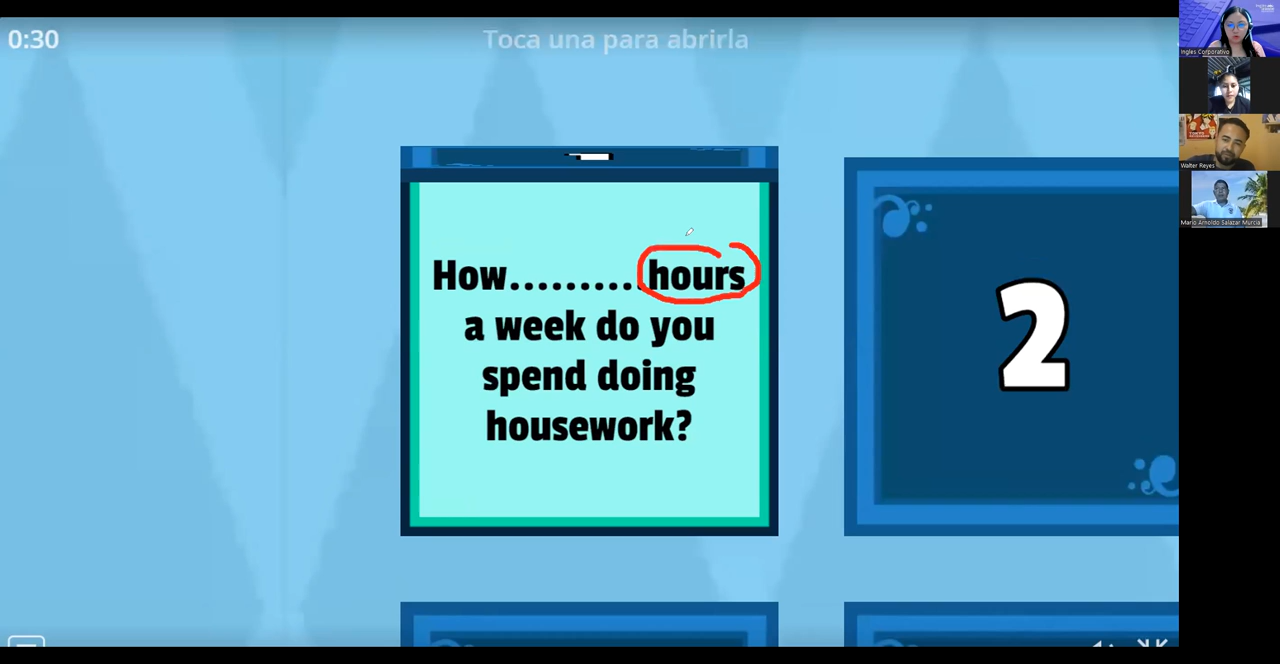 0:30
Toca una para abrirla
How..........hours
a week do you
spend doing
housework?
2
Ingles Corporativo
Walter Reyes
Mario Arnoldo Salazar Murcia